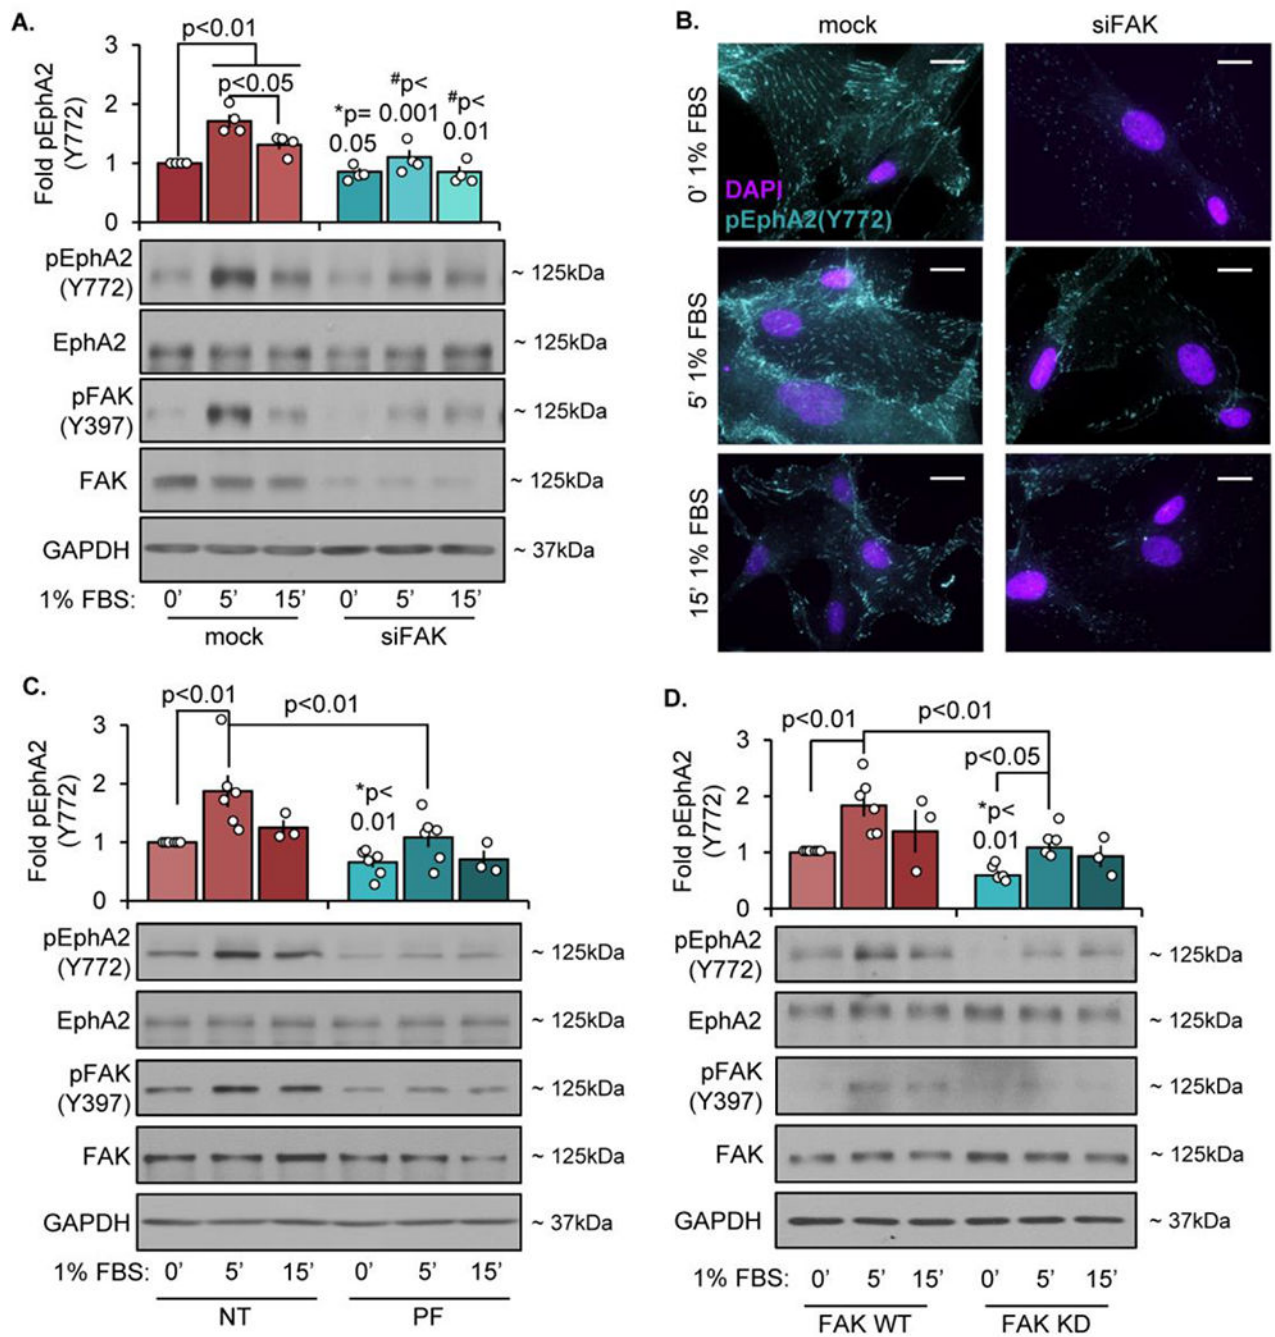 A.
p<0.01
p<0.05
*p=
0.05
#p<
0.001
#p<
0.01
Fold pEphA2
(Y772)
3
2
1
0
pEphA2
(Y772)
~ 125kDa
EphA2
~ 125kDa
pFAK
(Y397)
~ 125kDa
FAK
~ 125kDa
GAPDH
~ 37kDa
1% FBS: 0' 5' 15' 0' 5' 15'
mock siFAK
B.
mock siFAK
0' 1% FBS
DAPI
pEphA2(Y772)
5' 1% FBS
15' 1% FBS
C.
p<0.01
p<0.01
*p<
0.01
Fold pEphA2
(Y772)
3
2
1
0
pEphA2
(Y772)
~ 125kDa
EphA2
~ 125kDa
pFAK
(Y397)
~ 125kDa
FAK
~ 125kDa
GAPDH
~ 37kDa
1% FBS: 0' 5' 15' 0' 5' 15'
NT PF
D.
p<0.01
p<0.01
p<0.05
*p<
0.01
Fold pEphA2
(Y772)
3
2
1
0
pEphA2
(Y772)
~ 125kDa
EphA2
~ 125kDa
pFAK
(Y397)
~ 125kDa
FAK
~ 125kDa
GAPDH
~ 37kDa
1% FBS: 0' 5' 15' 0' 5' 15'
FAK WT FAK KD